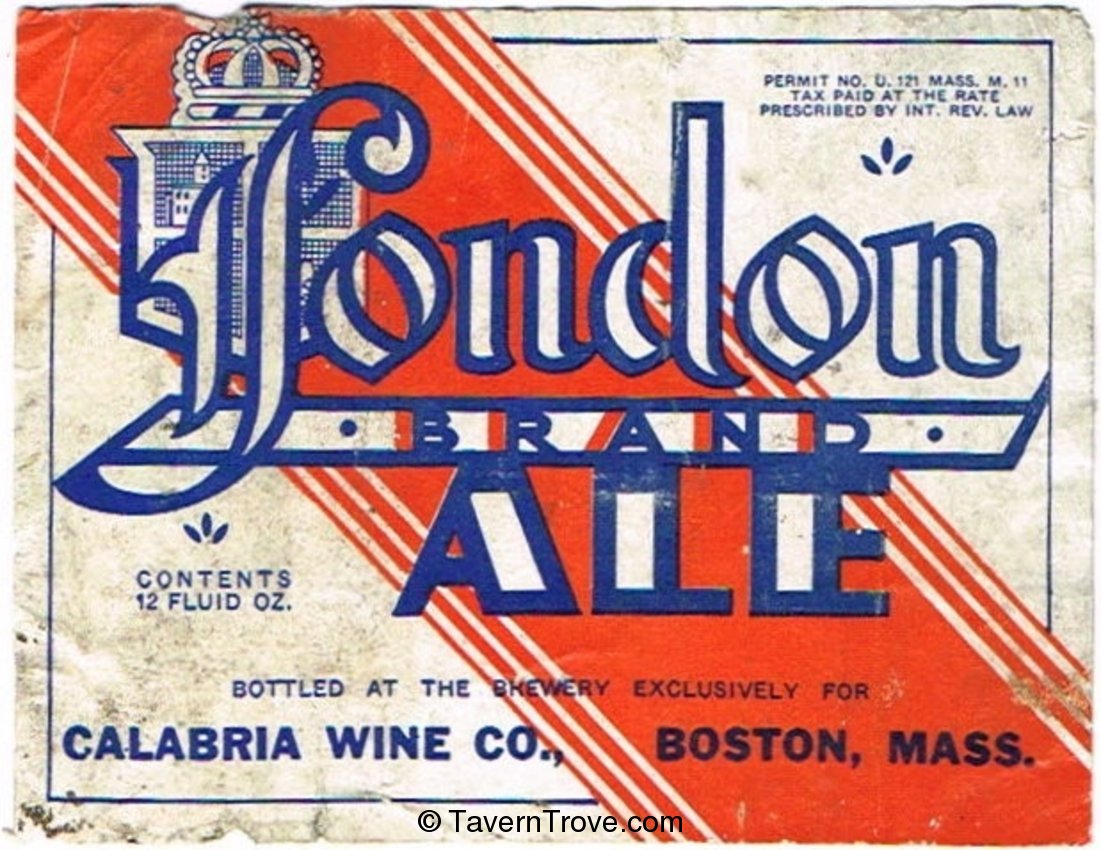 PERMIT NO. U. 121 MASS. M. 11
TAX PAID AT THE RATE
PRESCRIBED BY INT. REV. LAW
London
• BRAND •
ALE
CONTENTS
12 FLUID OZ.
BOTTLED AT THE BREWERY EXCLUSIVELY FOR
CALABRIA WINE CO., BOSTON, MASS.
© TavernTrove.com